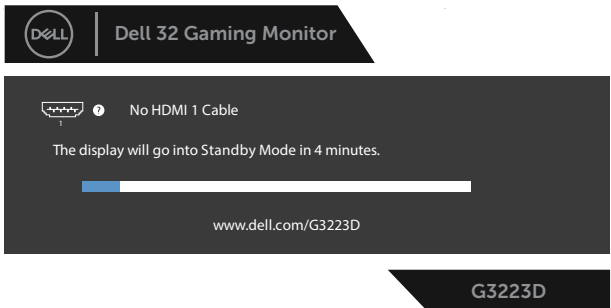 DELL
Dell 32 Gaming Monitor
? No HDMI 1 Cable
1
The display will go into Standby Mode in 4 minutes.
www.dell.com/G3223D
G3223D